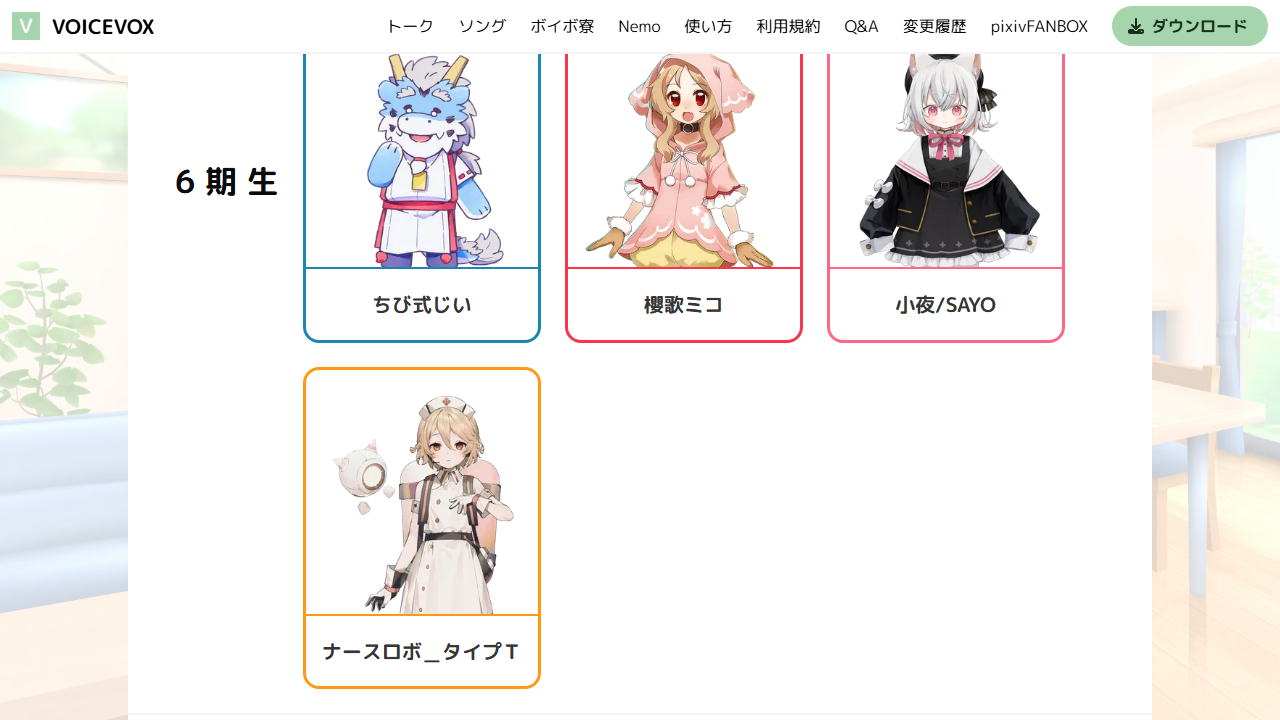 V VOICEVOX トーク ソング ボイボ寮 Nemo 使い方 利用規約 Q&A 変更履歴 pixivFANBOX ダウンロード
6期生
ちび式じい 櫻歌ミコ 小夜/SAYO
ナースロボ＿タイプＴ